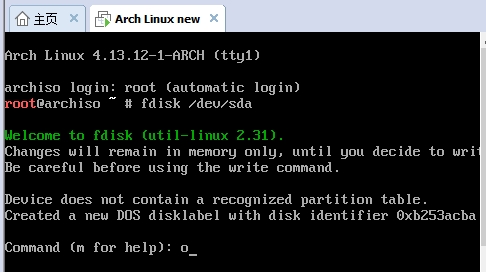 主页
Arch Linux new
Arch Linux 4.13.12-1-ARCH (tty1)
archiso login: root (automatic login)
root@archiso ~ # fdisk /dev/sda
Welcome to fdisk (util-linux 2.31).
Changes will remain in memory only, until you decide to writ
Be careful before using the write command.
Device does not contain a recognized partition table.
Created a new DOS disklabel with disk identifier 0xb253acba
Command (m for help): o_